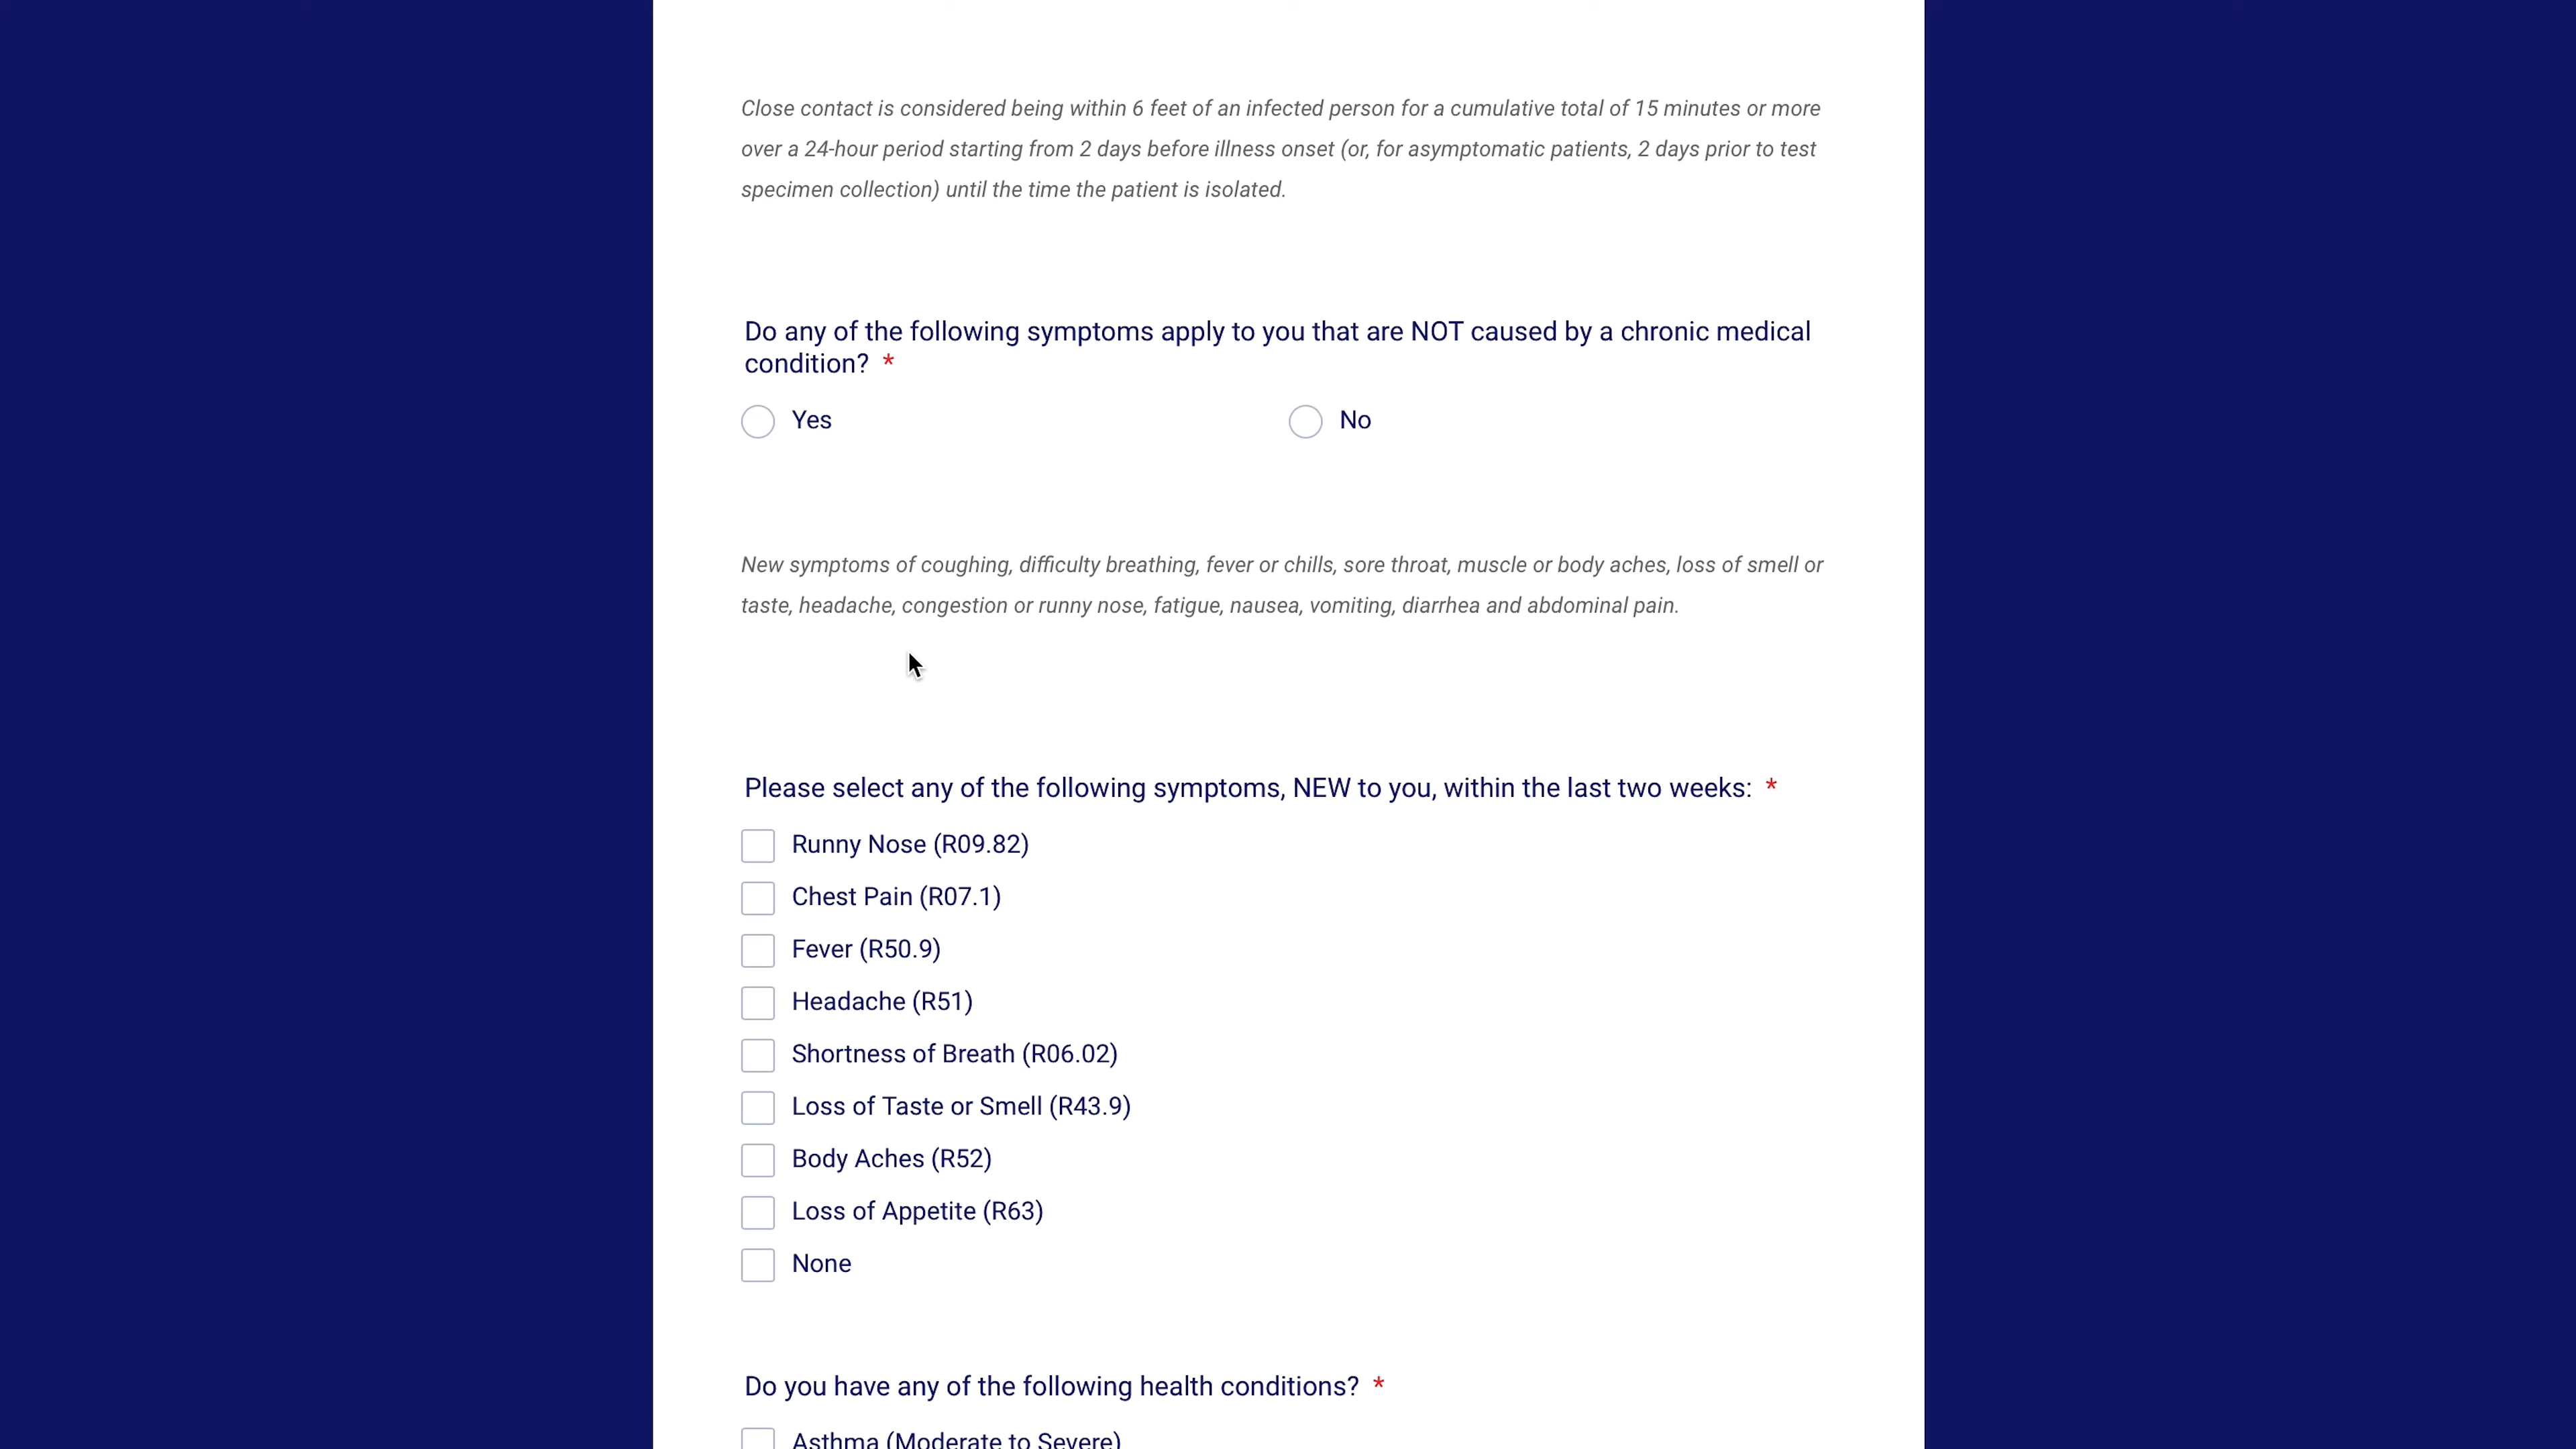 Close contact is considered being within 6 feet of an infected person for a cumulative total of 15 minutes or more
over a 24-hour period starting from 2 days before illness onset (or, for asymptomatic patients, 2 days prior to test
specimen collection) until the time the patient is isolated.
Do any of the following symptoms apply to you that are NOT caused by a chronic medical
condition? *
Yes
No
New symptoms of coughing, difficulty breathing, fever or chills, sore throat, muscle or body aches, loss of smell or
taste, headache, congestion or runny nose, fatigue, nausea, vomiting, diarrhea and abdominal pain.
Please select any of the following symptoms, NEW to you, within the last two weeks: *
Runny Nose (R09.82)
Chest Pain (R07.1)
Fever (R50.9)
Headache (R51)
Shortness of Breath (R06.02)
Loss of Taste or Smell (R43.9)
Body Aches (R52)
Loss of Appetite (R63)
None
Do you have any of the following health conditions? *
Asthma (Moderate to Severe)